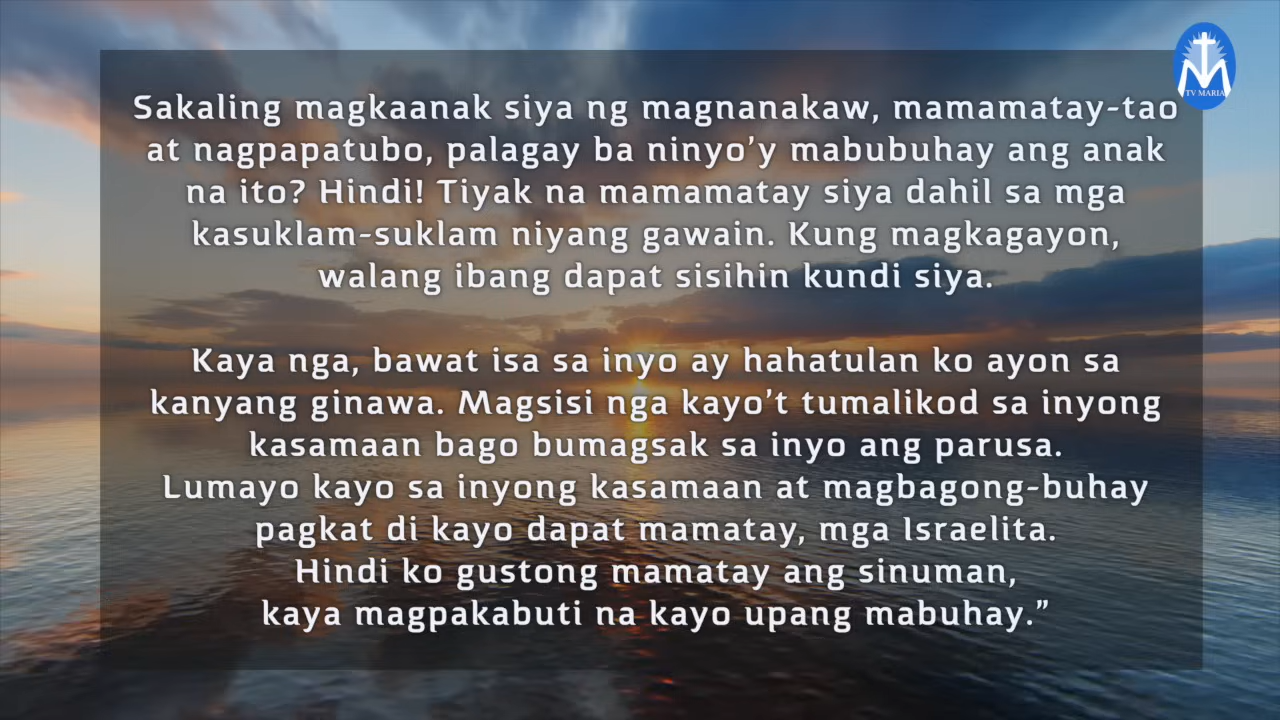 Sakaling magkaanak siya ng magnanakaw, mamamatay-tao
at nagpapatubo, palagay ba ninyo’y mabubuhay ang anak
na ito? Hindi! Tiyak na mamamatay siya dahil sa mga
kasuklam-suklam niyang gawain. Kung magkagayon,
walang ibang dapat sisihin kundi siya.
Kaya nga, bawat isa sa inyo ay hahatulan ko ayon sa
kanyang ginawa. Magsisi nga kayo’t tumalikod sa inyong
kasamaan bago bumagsak sa inyo ang parusa.
Lumayo kayo sa inyong kasamaan at magbagong-buhay
pagkat di kayo dapat mamatay, mga Israelita.
Hindi ko gustong mamatay ang sinuman,
kaya magpakabuti na kayo upang mabuhay.”
TV MARIA